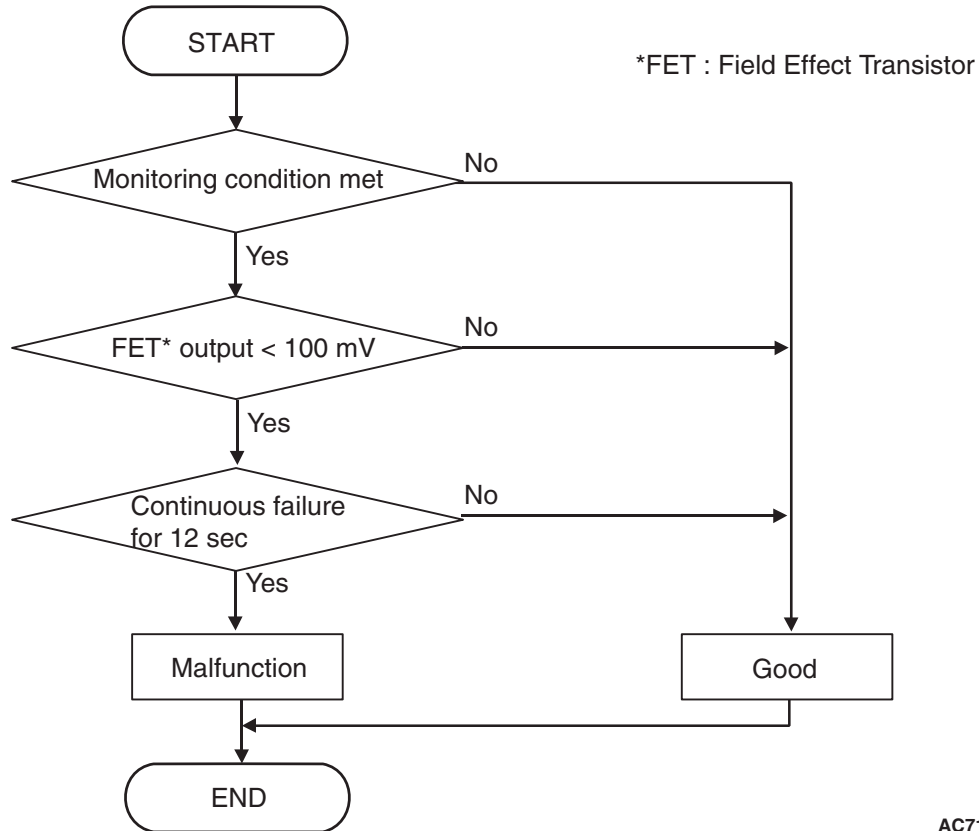 START
*FET : Field Effect Transistor
Monitoring condition met
No
Yes
FET* output < 100 mV
No
Yes
Continuous failure
for 12 sec
No
Yes
Malfunction
Good
END